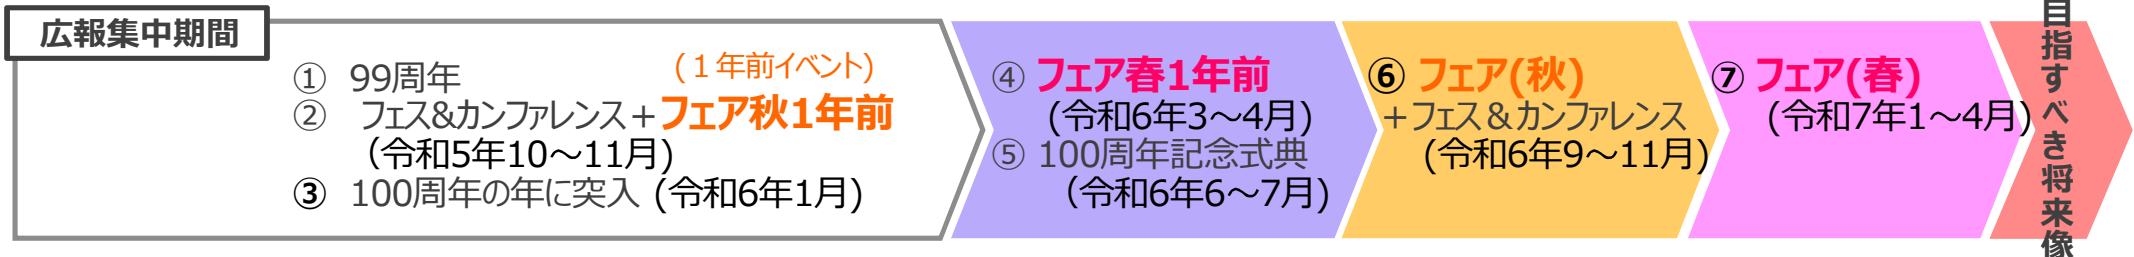 広報集中期間
① 99周年
(１年前イベント)
② フェス&カンファレンス＋フェア秋1年前
（令和5年10～11月)
③ 100周年の年に突入 (令和6年1月)
④ フェア春1年前
(令和6年3～4月)
⑤ 100周年記念式典
（令和6年6～7月)
⑥ フェア(秋)
＋フェス＆カンファレンス
(令和6年9～11月)
⑦ フェア(春)
(令和7年1～4月)
目指すべき将来像